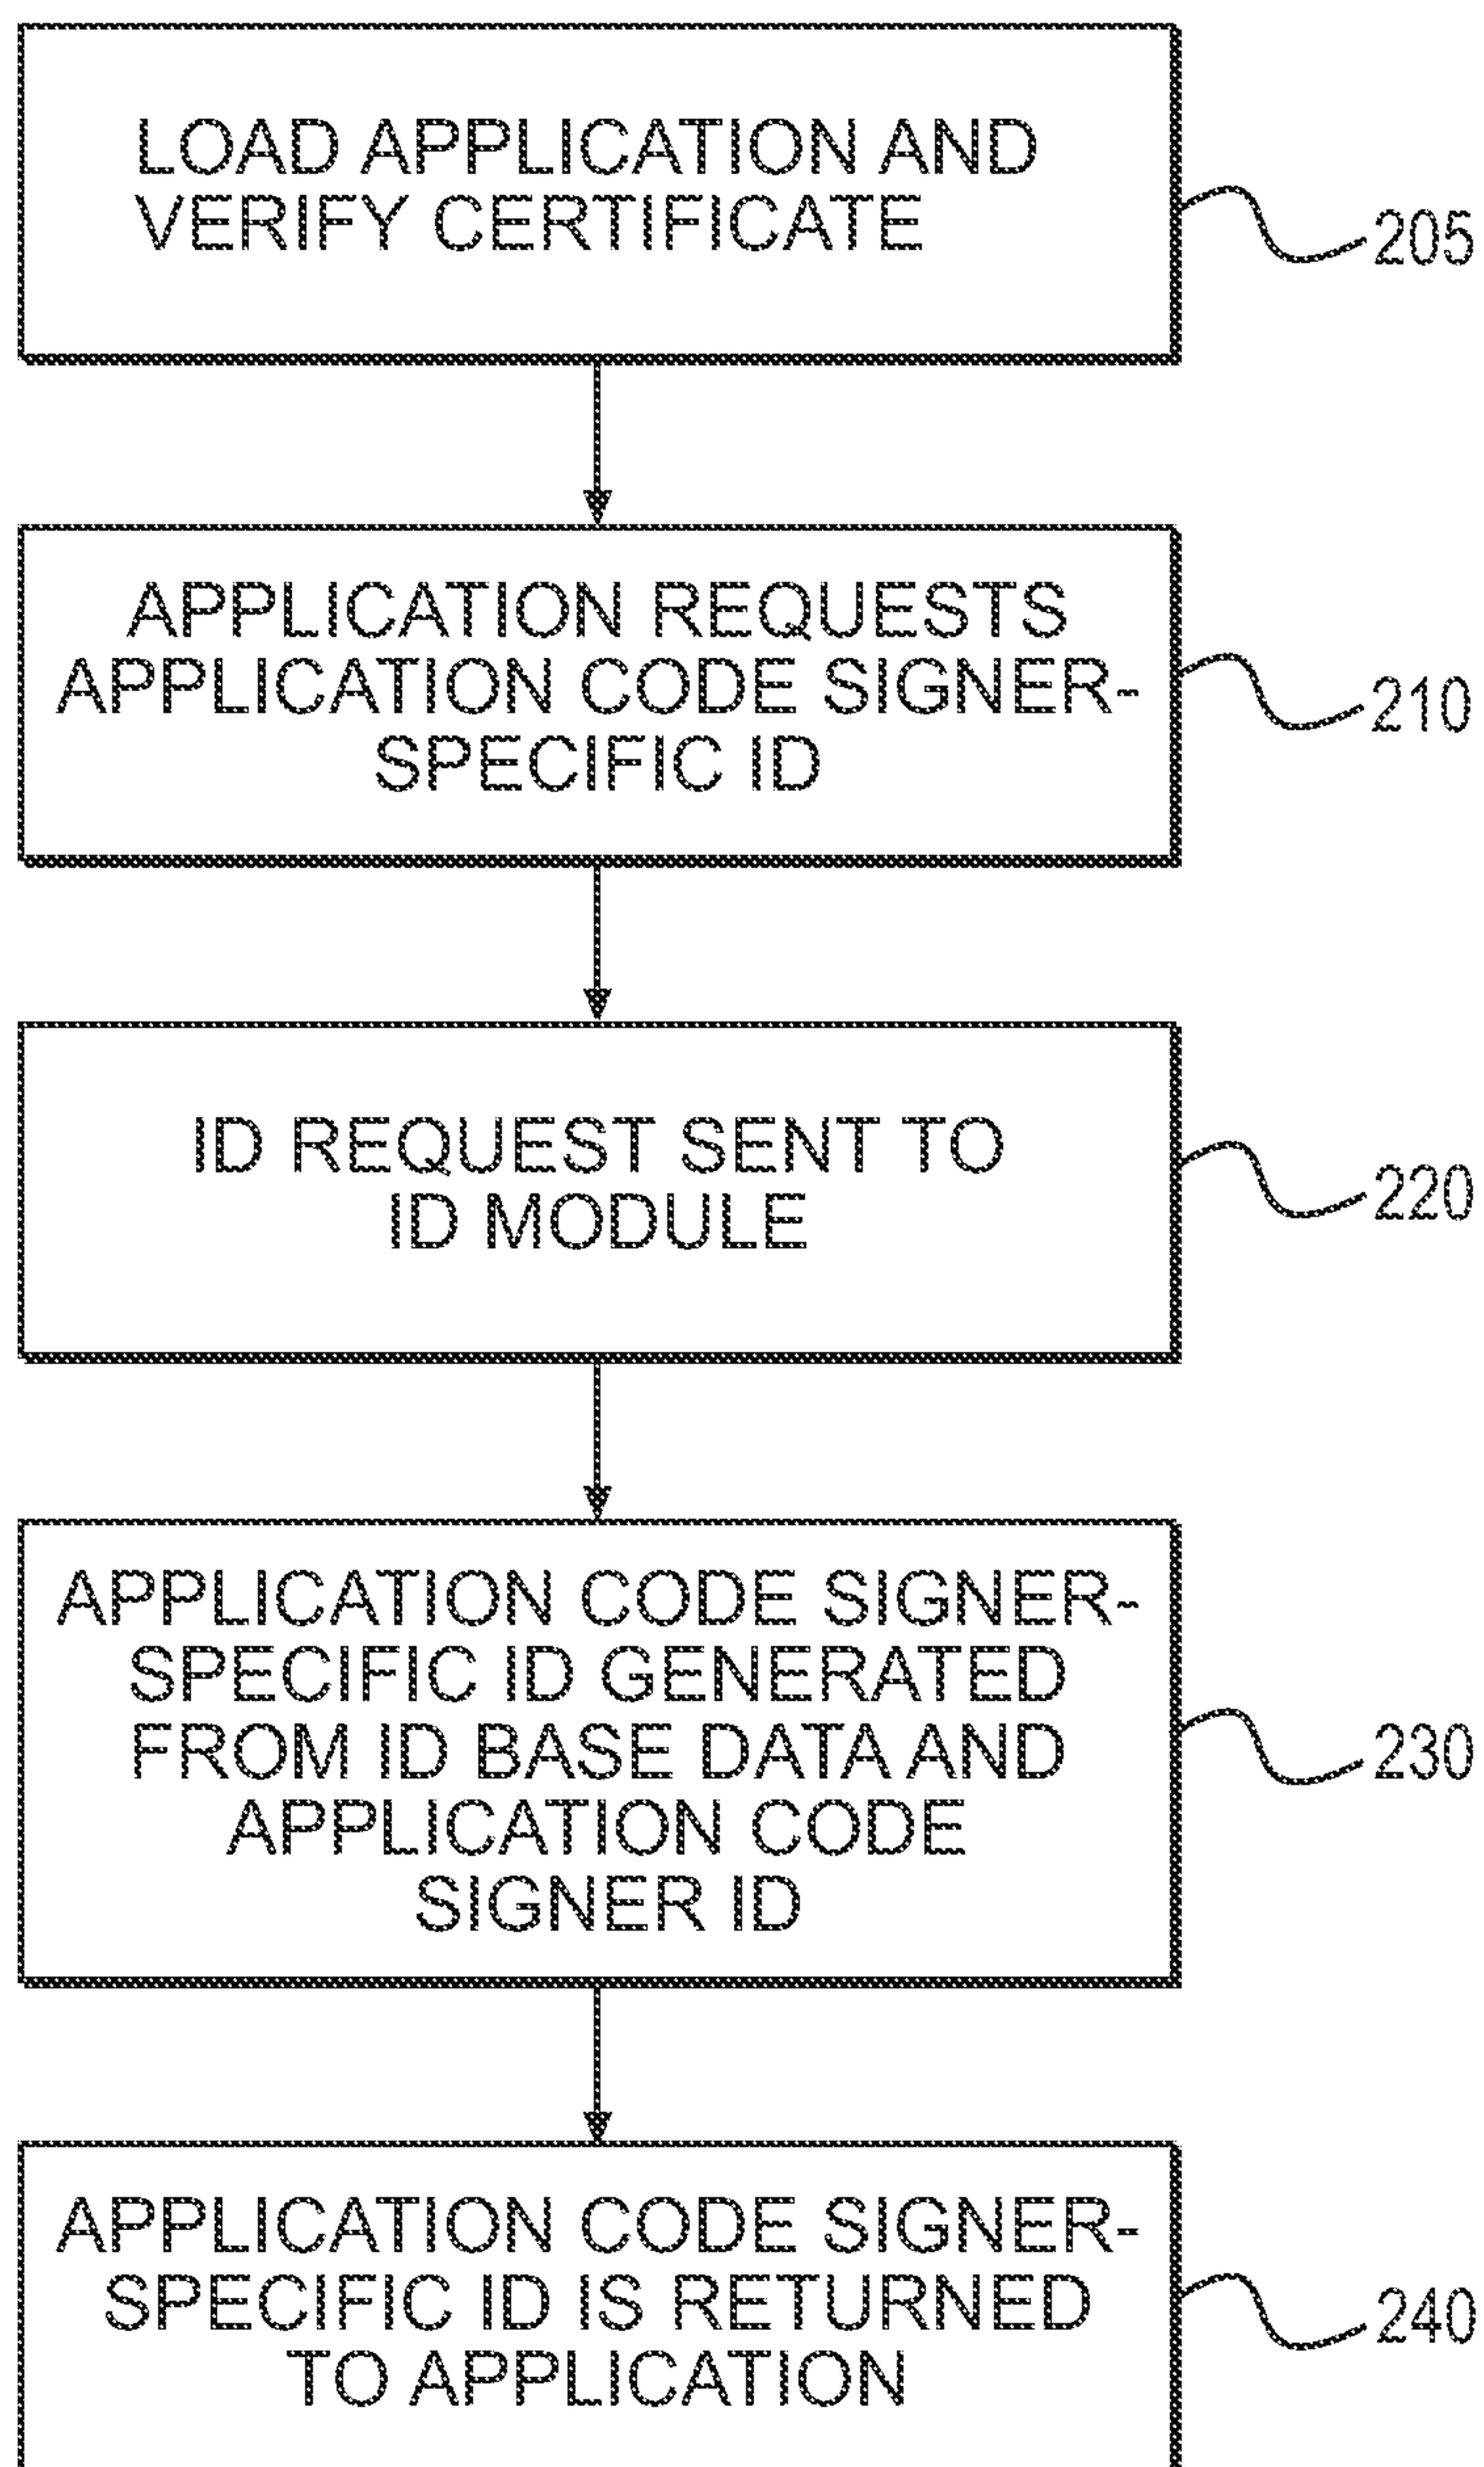 LOAD APPLICATION AND
VERIFY CERTIFICATE
205
APPLICATION REQUESTS
APPLICATION CODE SIGNER-
SPECIFIC ID
210
ID REQUEST SENT TO
ID MODULE
220
APPLICATION CODE SIGNER-
SPECIFIC ID GENERATED
FROM ID BASE DATA AND
APPLICATION CODE
SIGNER ID
230
APPLICATION CODE SIGNER-
SPECIFIC ID IS RETURNED
TO APPLICATION
240